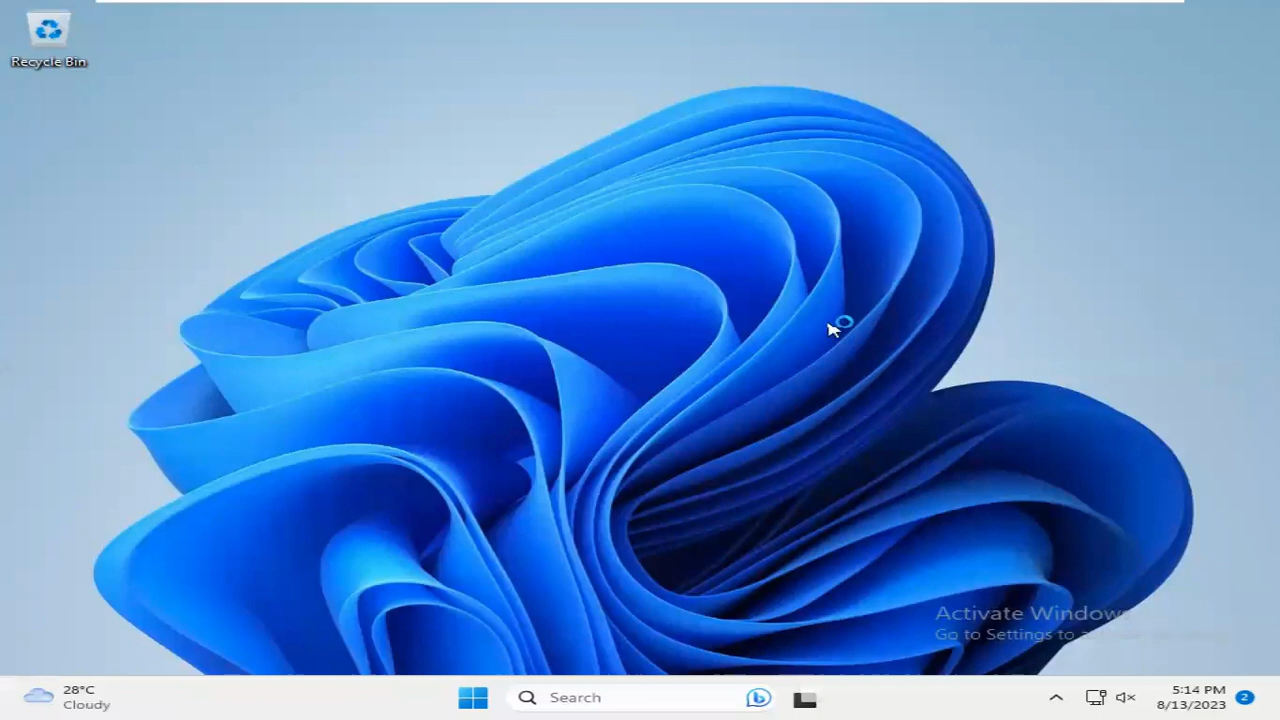 Recycle Bin
Activate Windows
Go to Settings to
28°C
Cloudy
Search
5:14 PM
8/13/2023
2